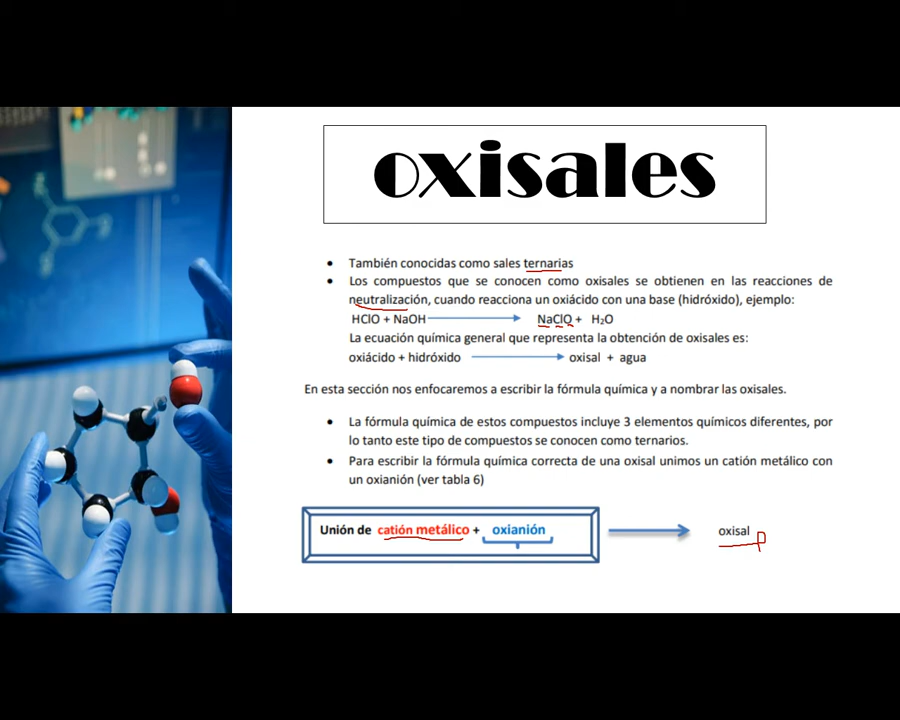 oxisales
• También conocidas como sales ternarias
• Los compuestos que se conocen como oxisales se obtienen en las reacciones de
neutralización, cuando reacciona un oxiácido con una base (hidróxido), ejemplo:
HClO + NaOH → NaClO + H₂O
La ecuación química general que representa la obtención de oxisales es:
oxiácido + hidróxido → oxisal + agua
En esta sección nos enfocaremos a escribir la fórmula química y a nombrar las oxisales.
• La fórmula química de estos compuestos incluye 3 elementos químicos diferentes, por
lo tanto este tipo de compuestos se conocen como ternarios.
• Para escribir la fórmula química correcta de una oxisal unimos un catión metálico con
un oxianión (ver tabla 6)
Unión de catión metálico + oxianión → oxisal